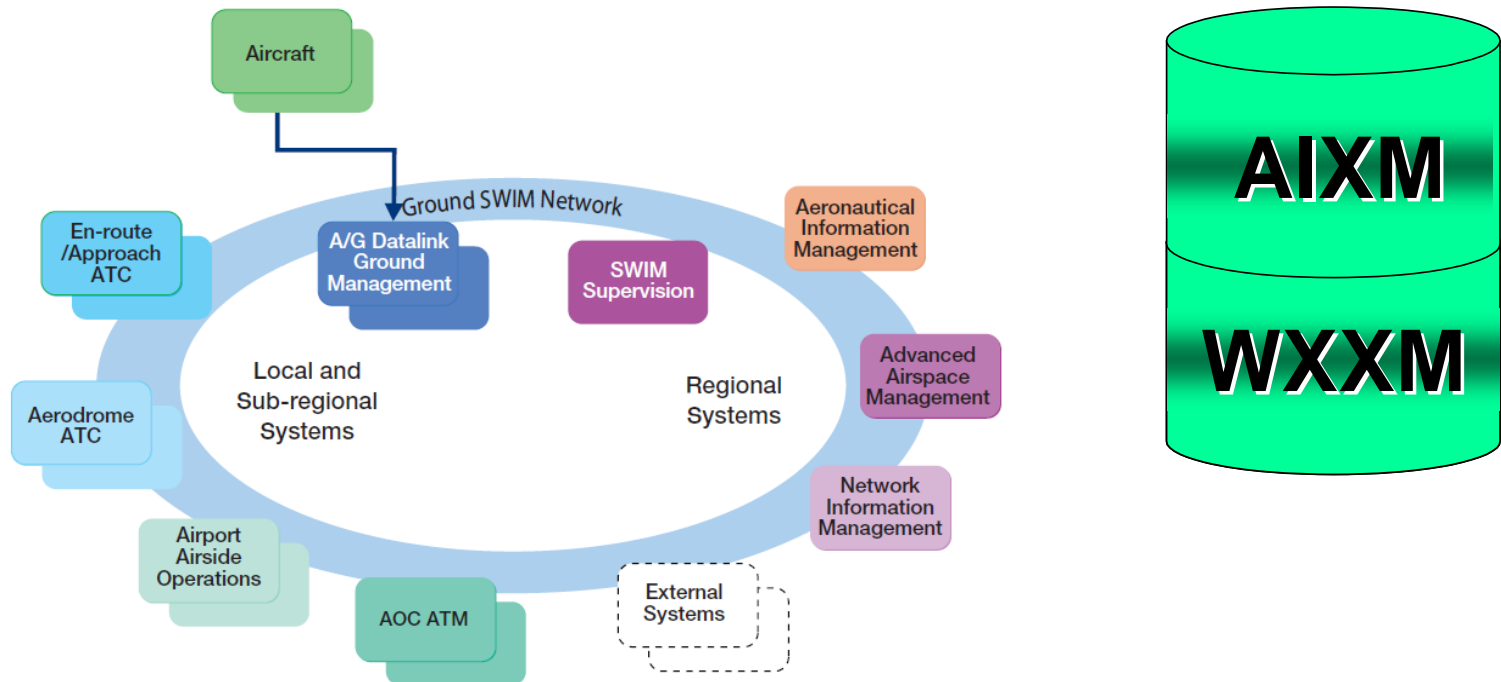 Aircraft
Ground SWIM Network
En-route
/Approach
ATC
A/G Datalink
Ground
Management
SWIM
Supervision
Aeronautical
Information
Management
Local and
Sub-regional
Systems
Regional
Systems
Advanced
Airspace
Management
Aerodrome
ATC
Network
Information
Management
Airport
Airside
Operations
AOC ATM
External
Systems
AIXM
WXXM